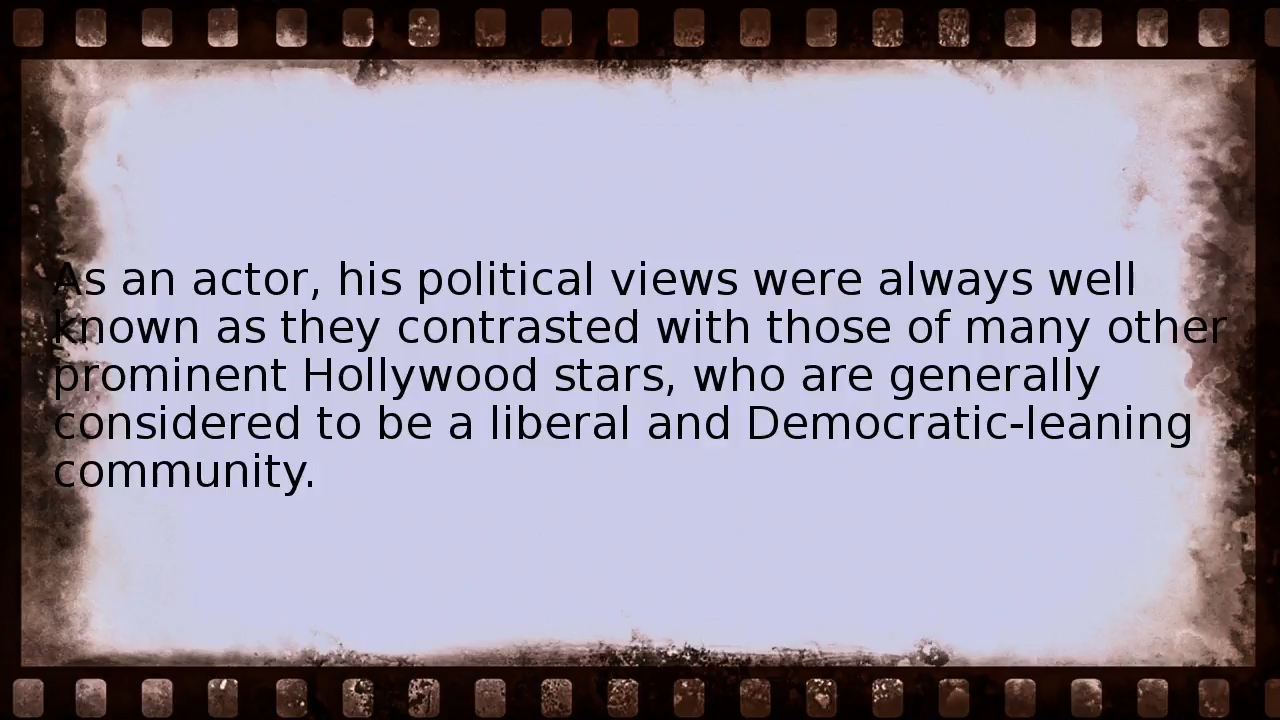 As an actor, his political views were always well
known as they contrasted with those of many other
prominent Hollywood stars, who are generally
considered to be a liberal and Democratic-leaning
community.